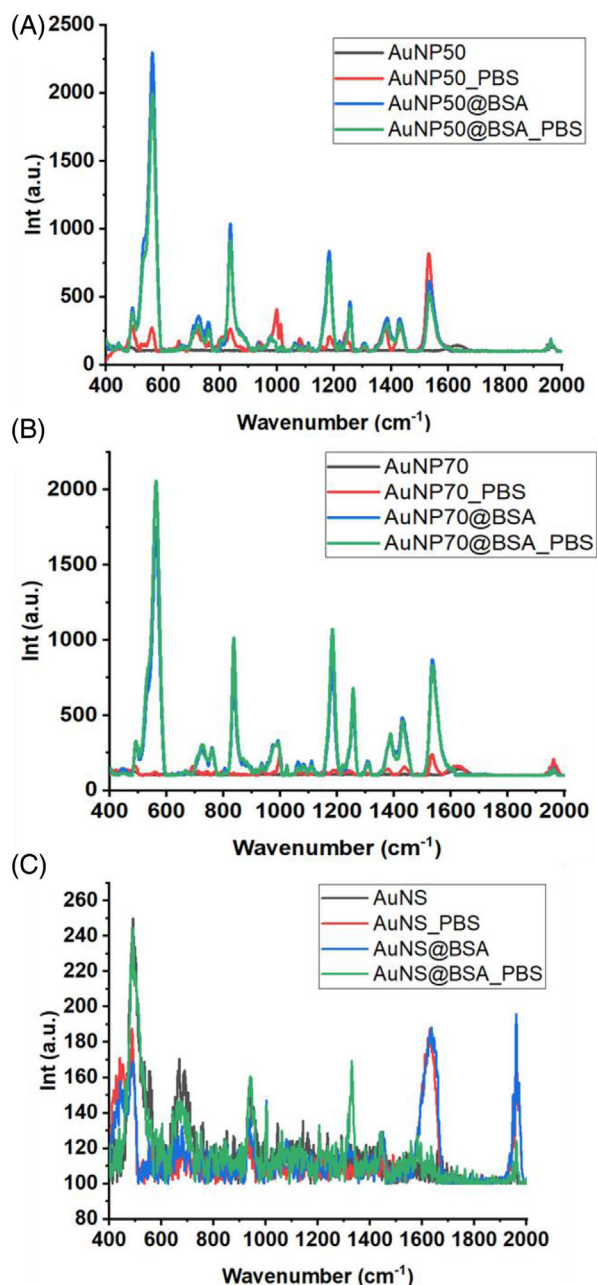 (A)
AuNP50
AuNP50_PBS
AuNP50@BSA
AuNP50@BSA_PBS
2500
2000
1500
1000
500
0
Int (a.u.)
400 600 800 1000 1200 1400 1600 1800 2000
Wavenumber (cm⁻¹)
(B)
AuNP70
AuNP70_PBS
AuNP70@BSA
AuNP70@BSA_PBS
2000
1500
1000
500
0
Int (a.u.)
400 600 800 1000 1200 1400 1600 1800 2000
Wavenumber (cm⁻¹)
(C)
AuNS
AuNS_PBS
AuNS@BSA
AuNS@BSA_PBS
260
240
220
200
180
160
140
120
100
80
Int (a.u.)
400 600 800 1000 1200 1400 1600 1800 2000
Wavenumber (cm⁻¹)